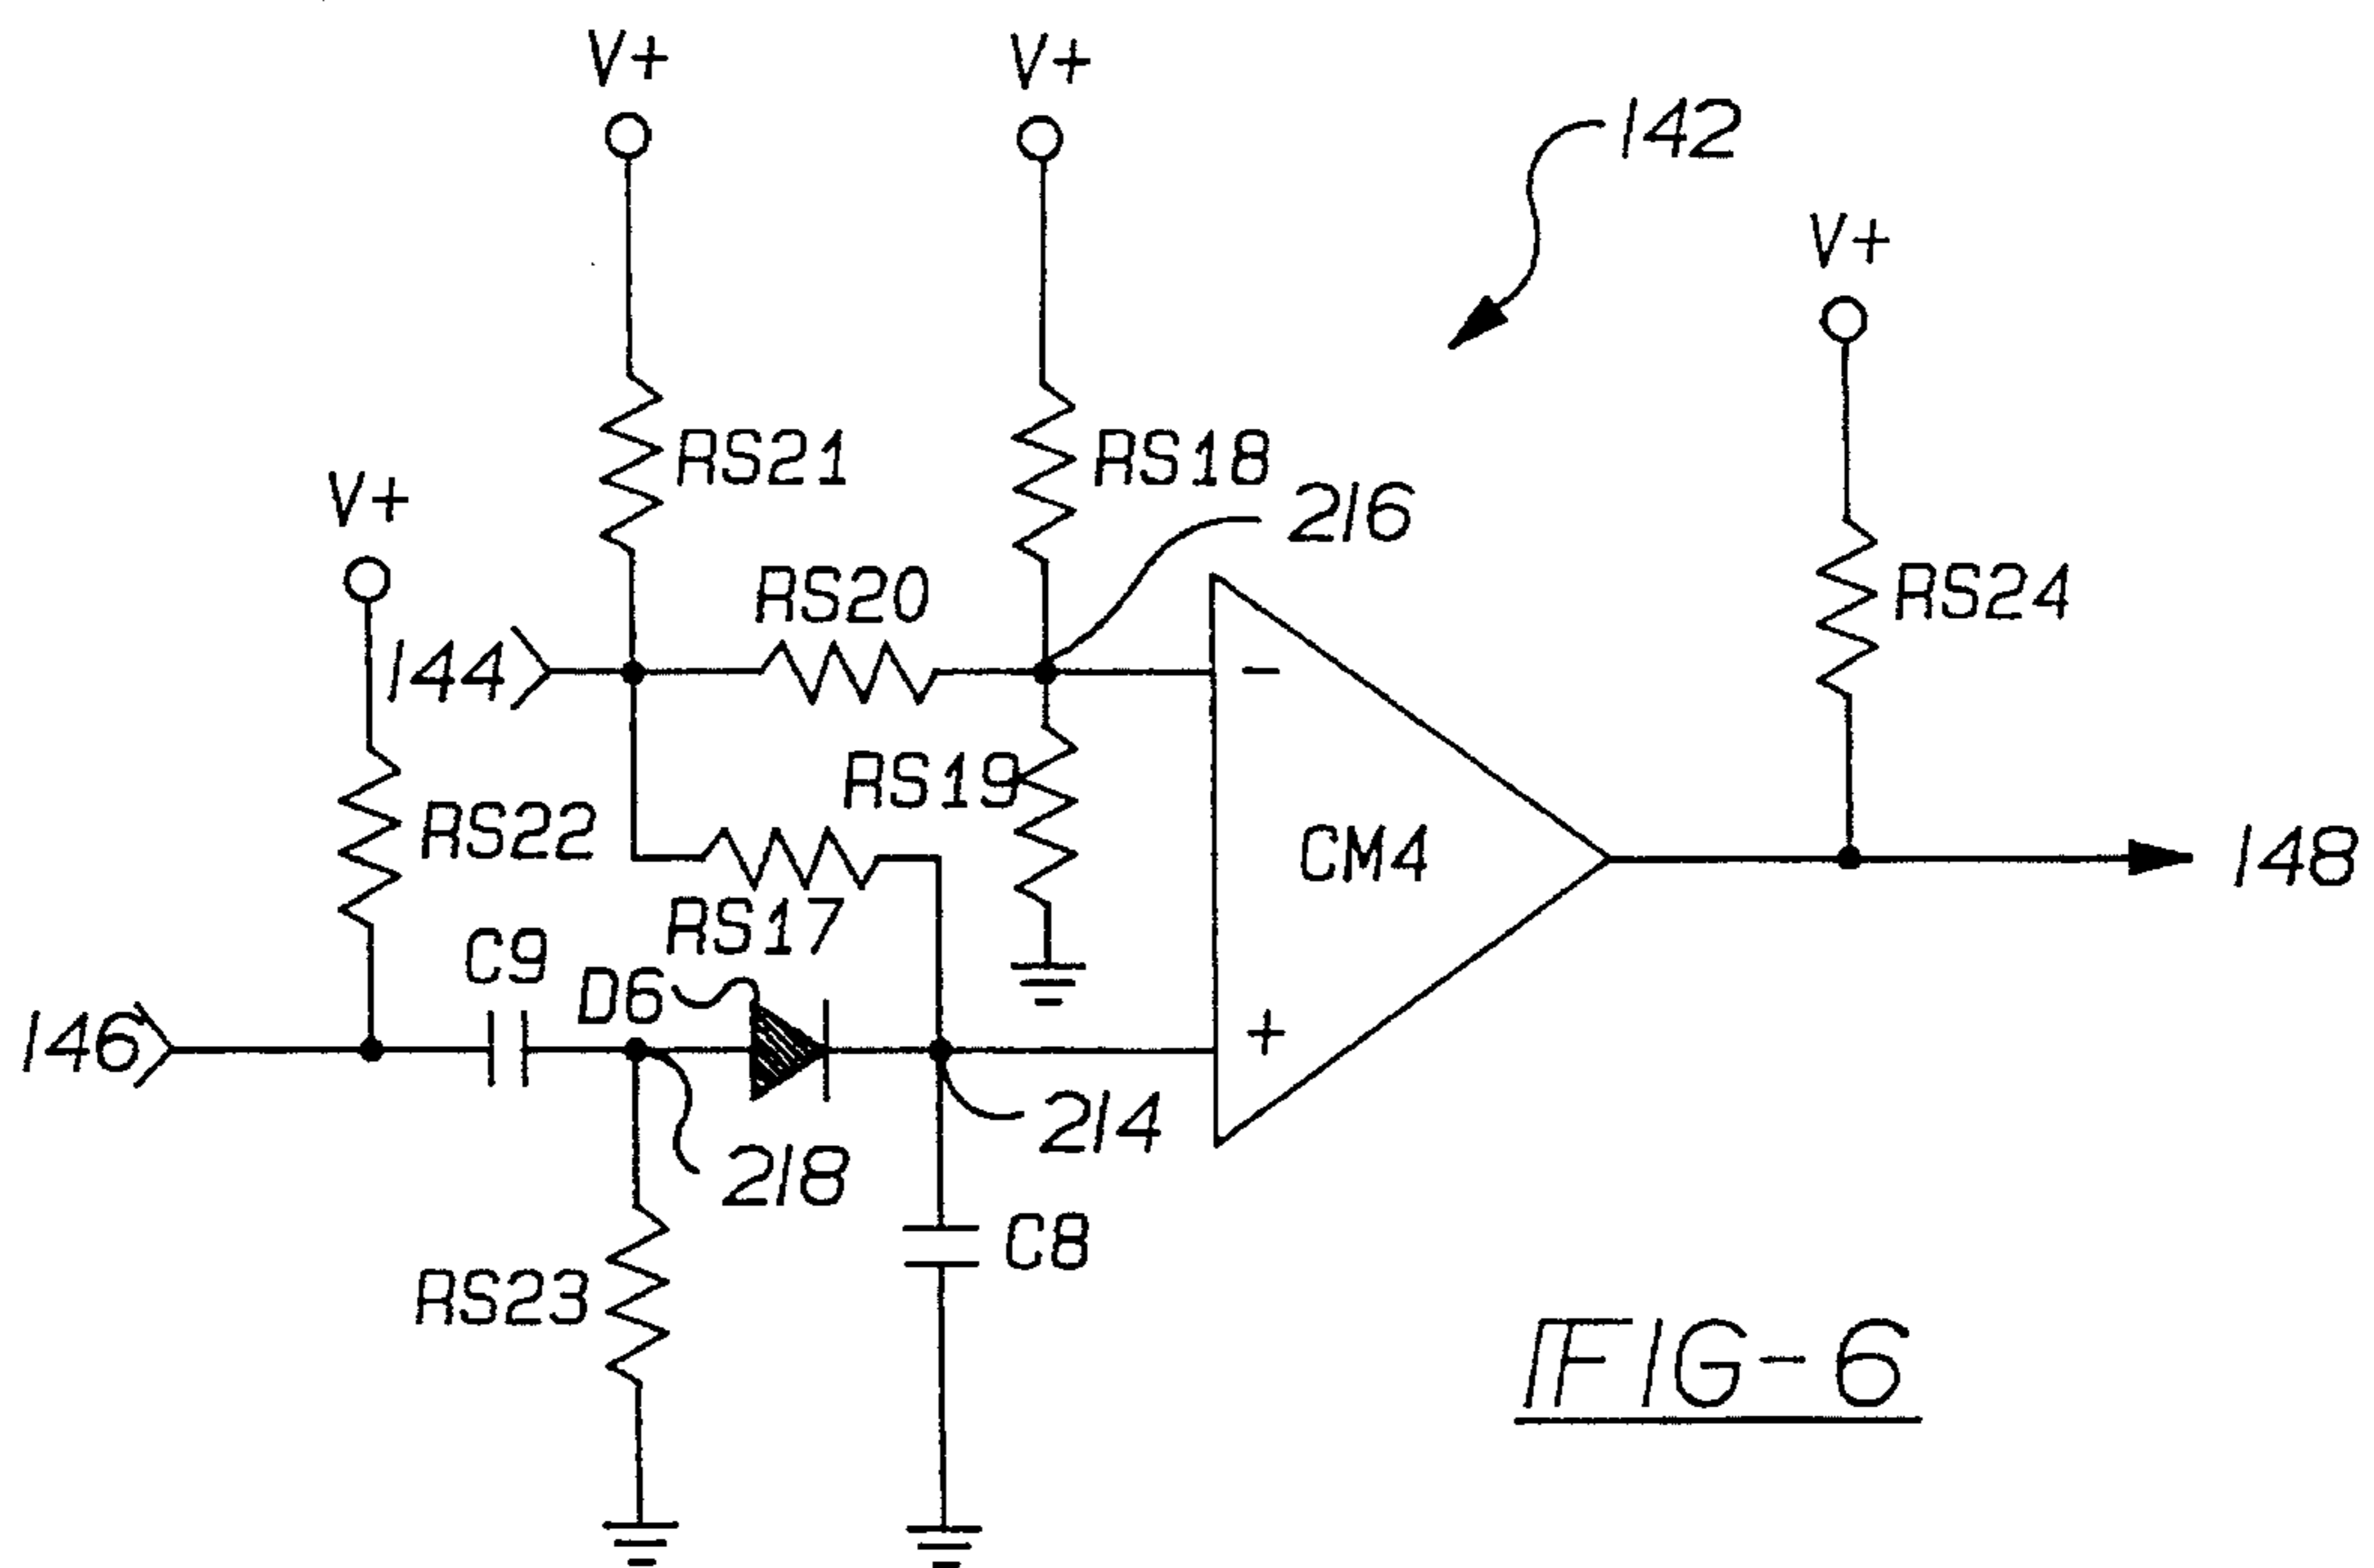 V+
V+
142
V+
RS21
RS18
216
V+
RS20
RS24
144
-
RS19
RS22
CM4
148
RS17
C9
D6
146
+
214
218
C8
RS23
FIG-6